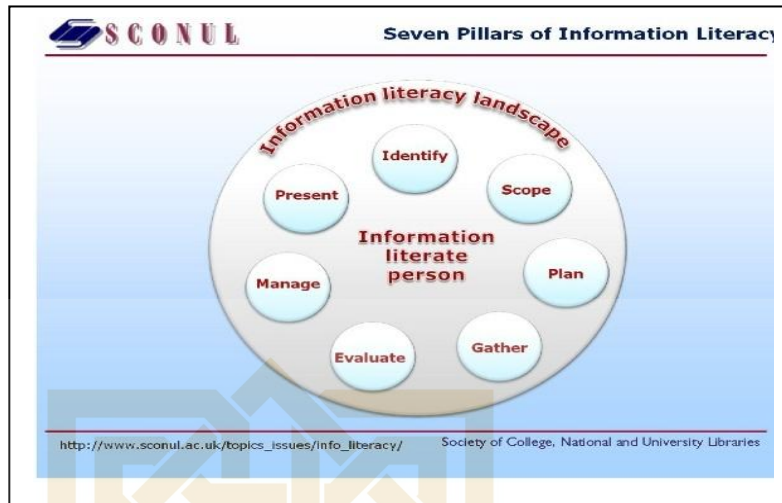 SCONUL
Seven Pillars of Information Literacy
Information literacy landscape
Identify
Scope
Plan
Gather
Evaluate
Manage
Present
Information
literate
person
http://www.sconul.ac.uk/topics_issues/info_literacy/
Society of College, National and University Libraries